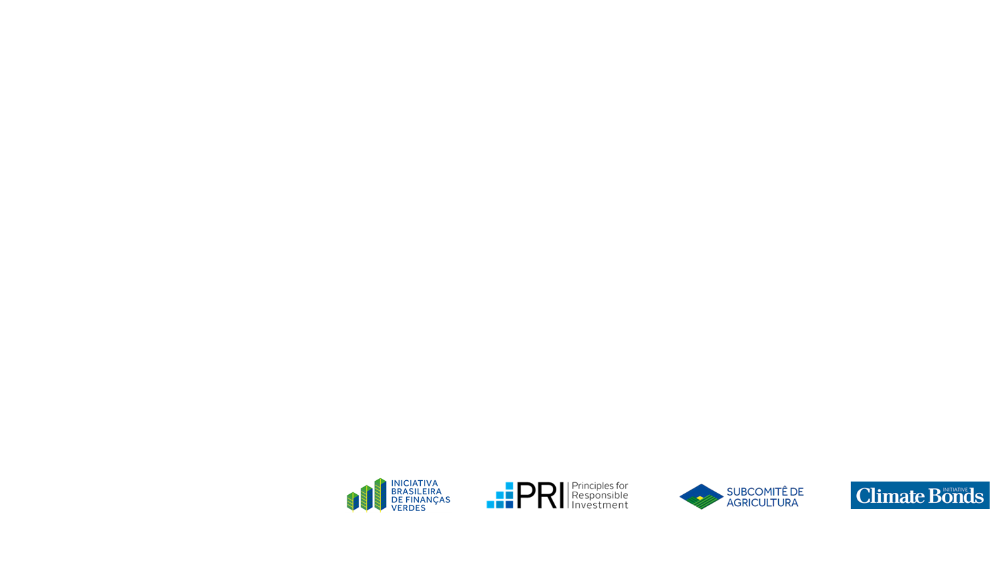 INICIATIVA
BRASILEIRA
DE FINANÇAS
VERDES
PRI
Principles for
Responsible
Investment
SUBCOMITÊ DE
AGRICULTURA
Climate Bonds
INITIATIVE